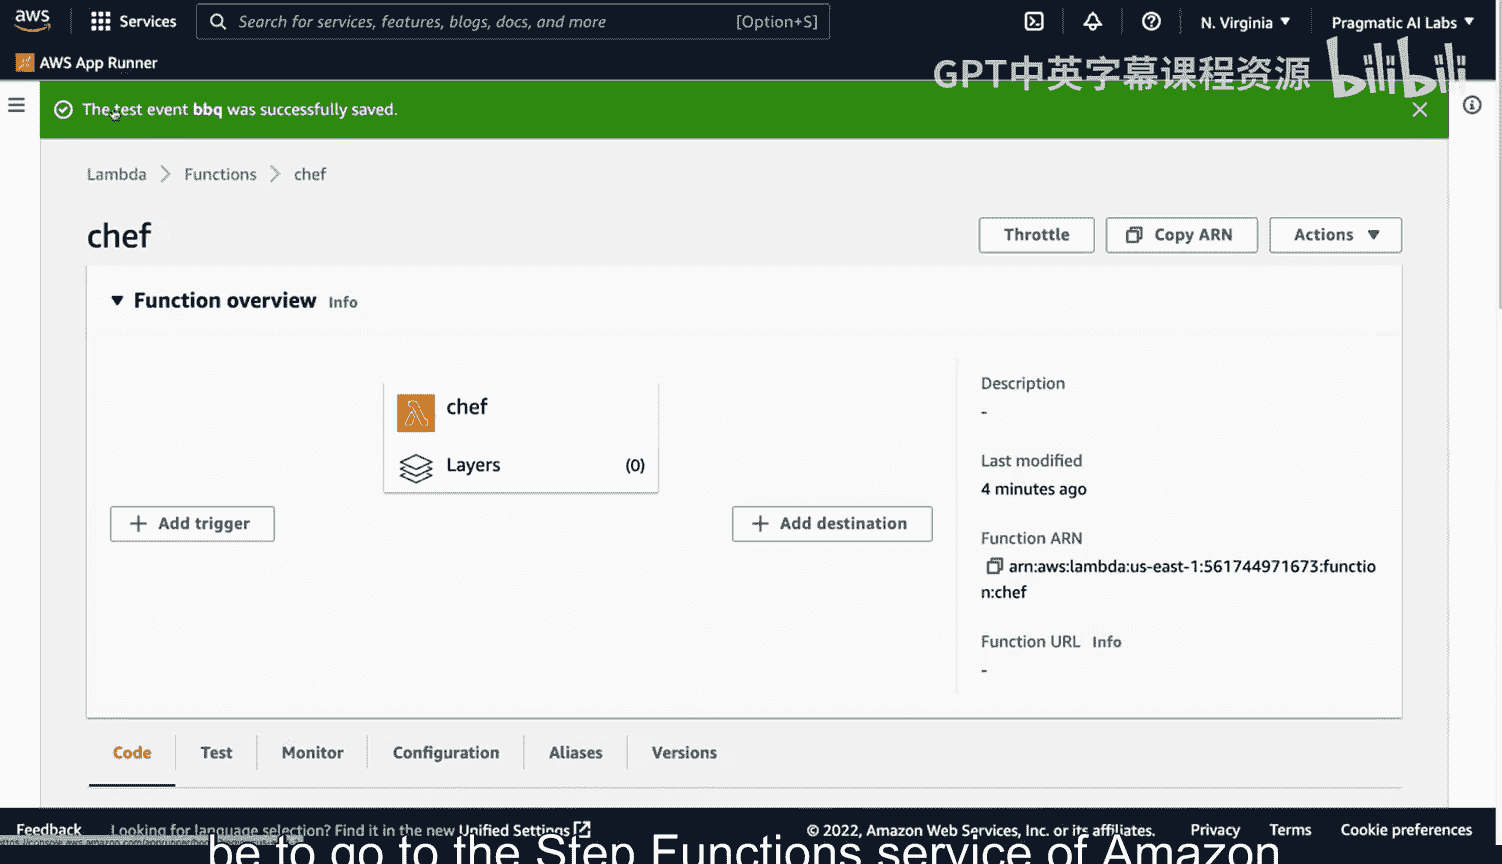 aws Services Search for services, features, blogs, docs, and more [Option+S] N. Virginia Pragmatic AI Labs
AWS App Runner
GPT中英字幕课程资源 bilibili
The test event bbq was successfully saved.
Lambda Functions chef
chef
Throttle Copy ARN Actions
Function overview Info
chef
Layers (0)
+ Add trigger
+ Add destination
Description
-
Last modified
4 minutes ago
Function ARN
arn:aws:lambda:us-east-1:561744971673:functio
n:chef
Function URL Info
-
Code Test Monitor Configuration Aliases Versions
Feedback Looking for language selection? Find it in the new Unified Settings © 2022, Amazon Web Services, Inc. or its affiliates. Privacy Terms Cookie preferences
be to go to the Step Functions service of Amazon